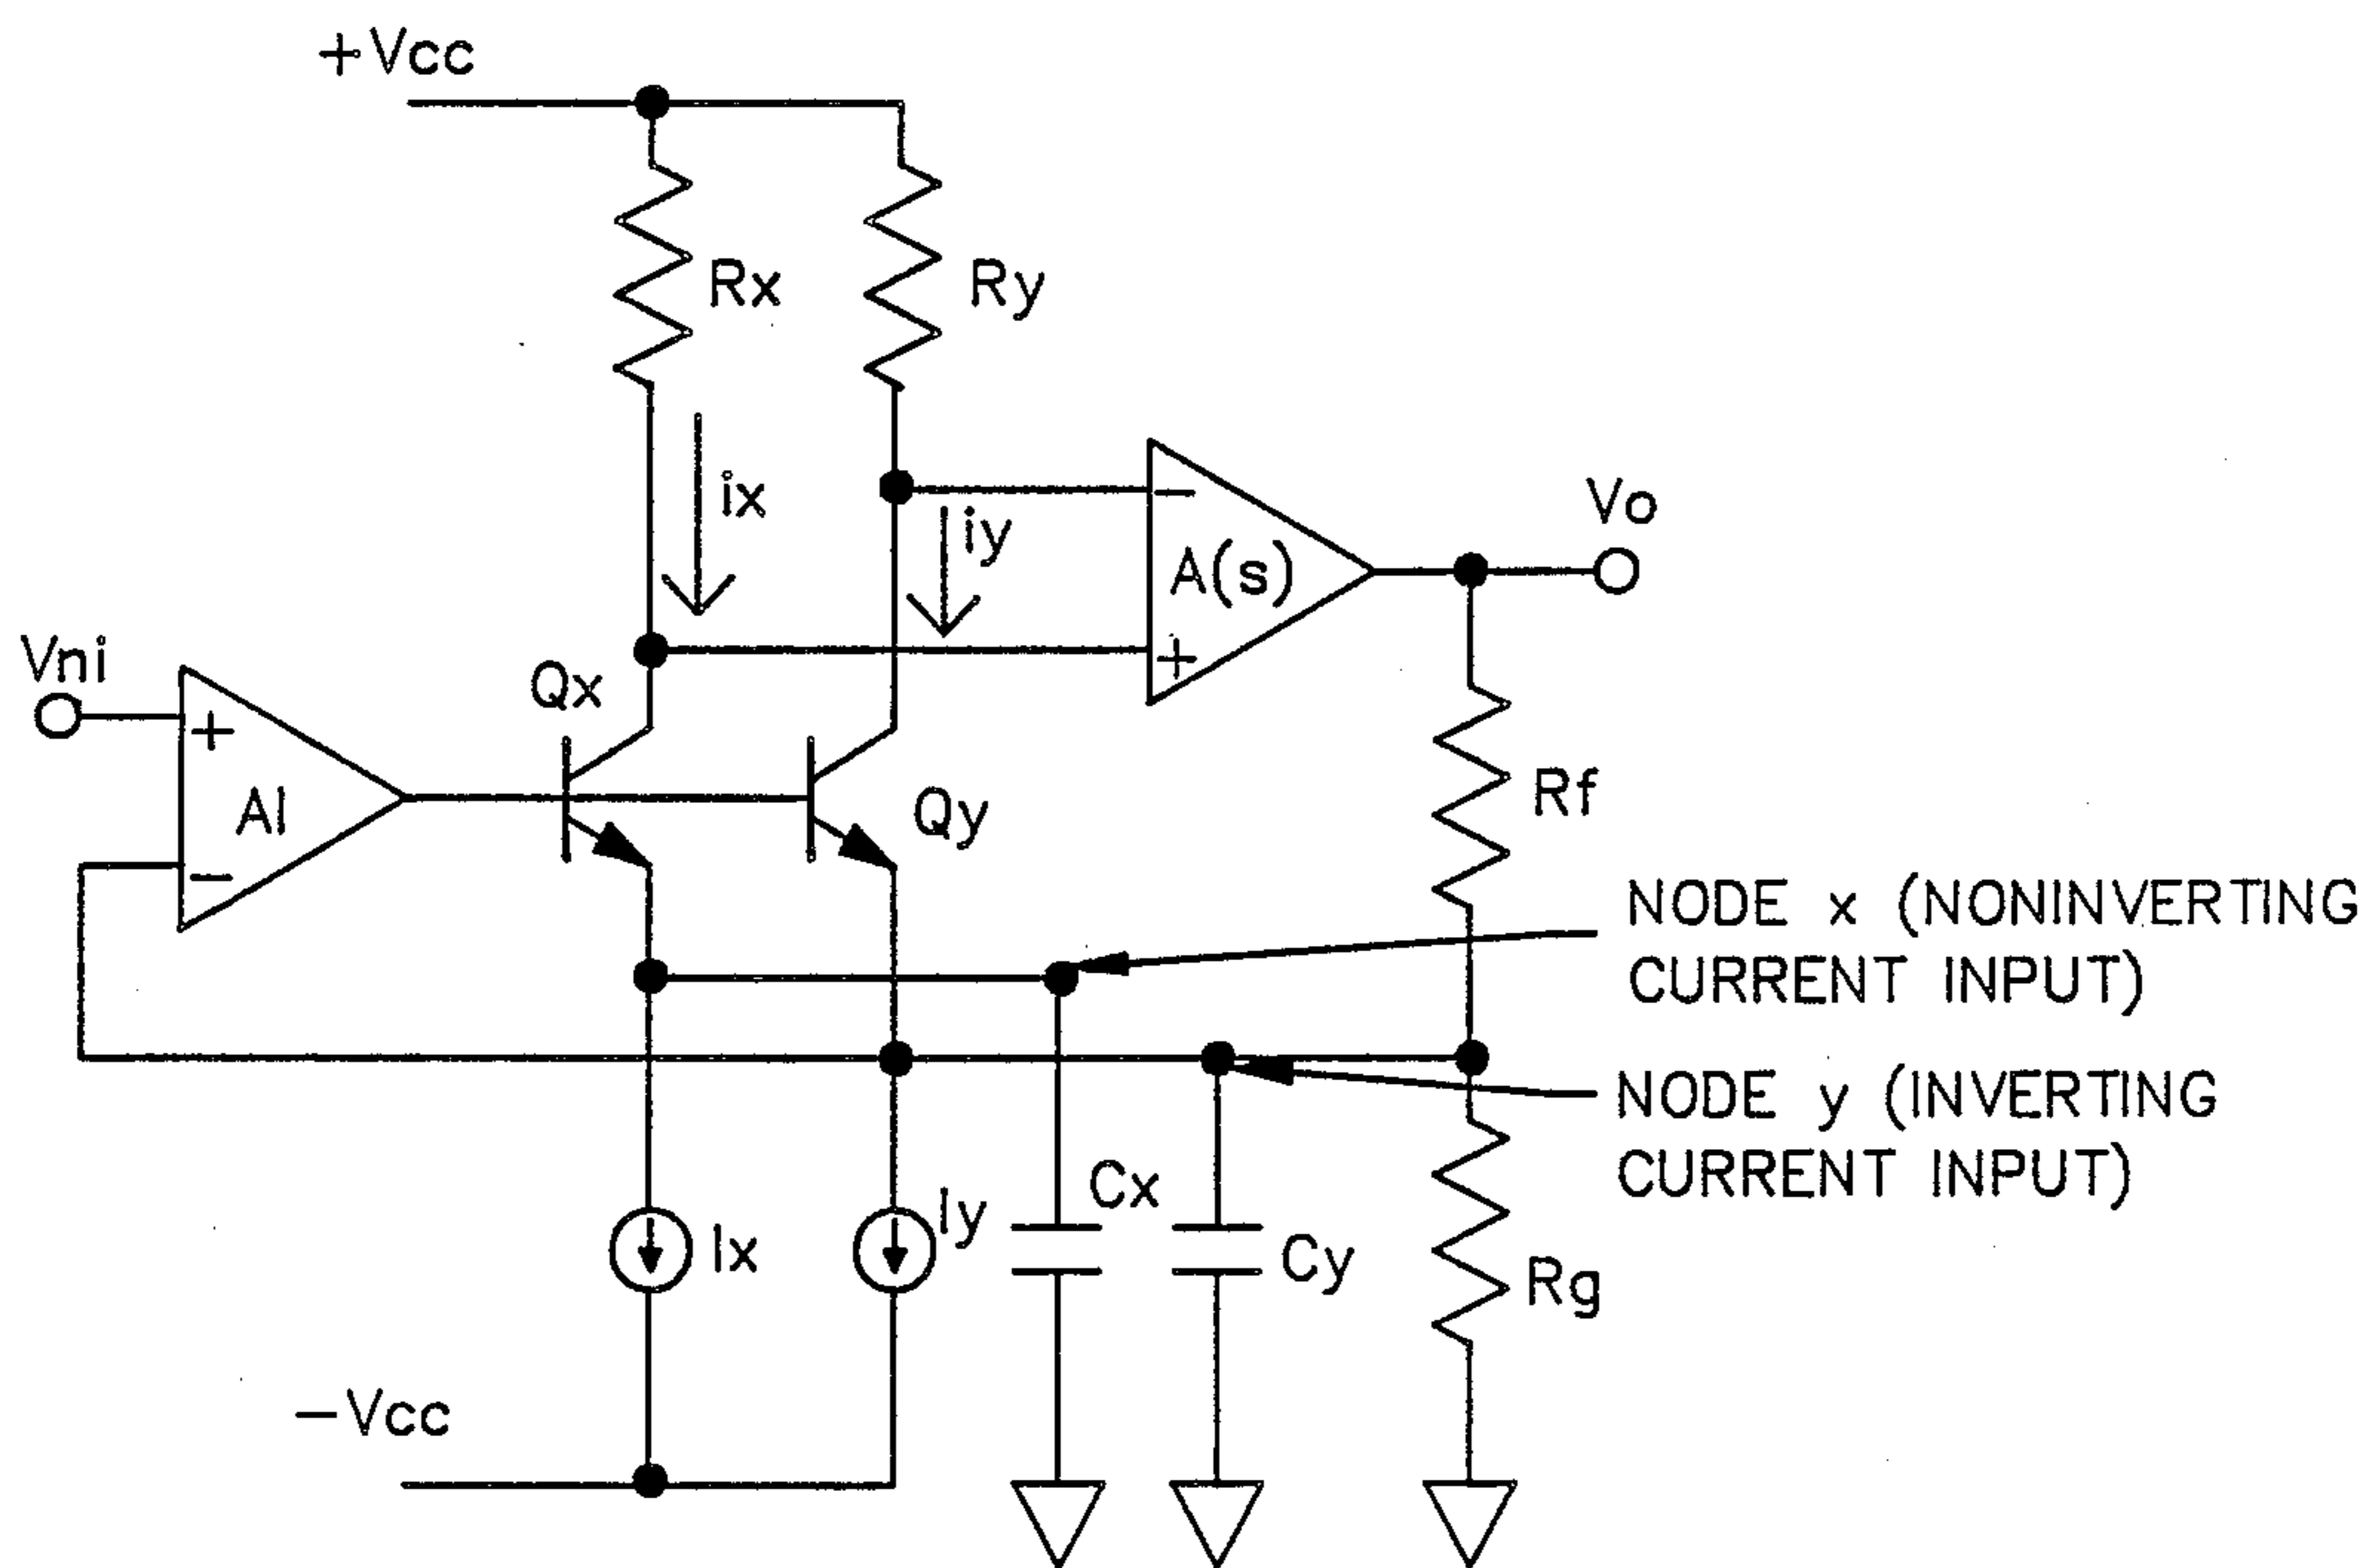 +Vcc
Rx
Ry
ix
iy
Vo
A(s)
-
+
Vni
Qx
+
A1
-
Qy
Rf
NODE x (NONINVERTING
CURRENT INPUT)
NODE y (INVERTING
CURRENT INPUT)
Cx
Iy
Ix
Cy
Rg
-Vcc